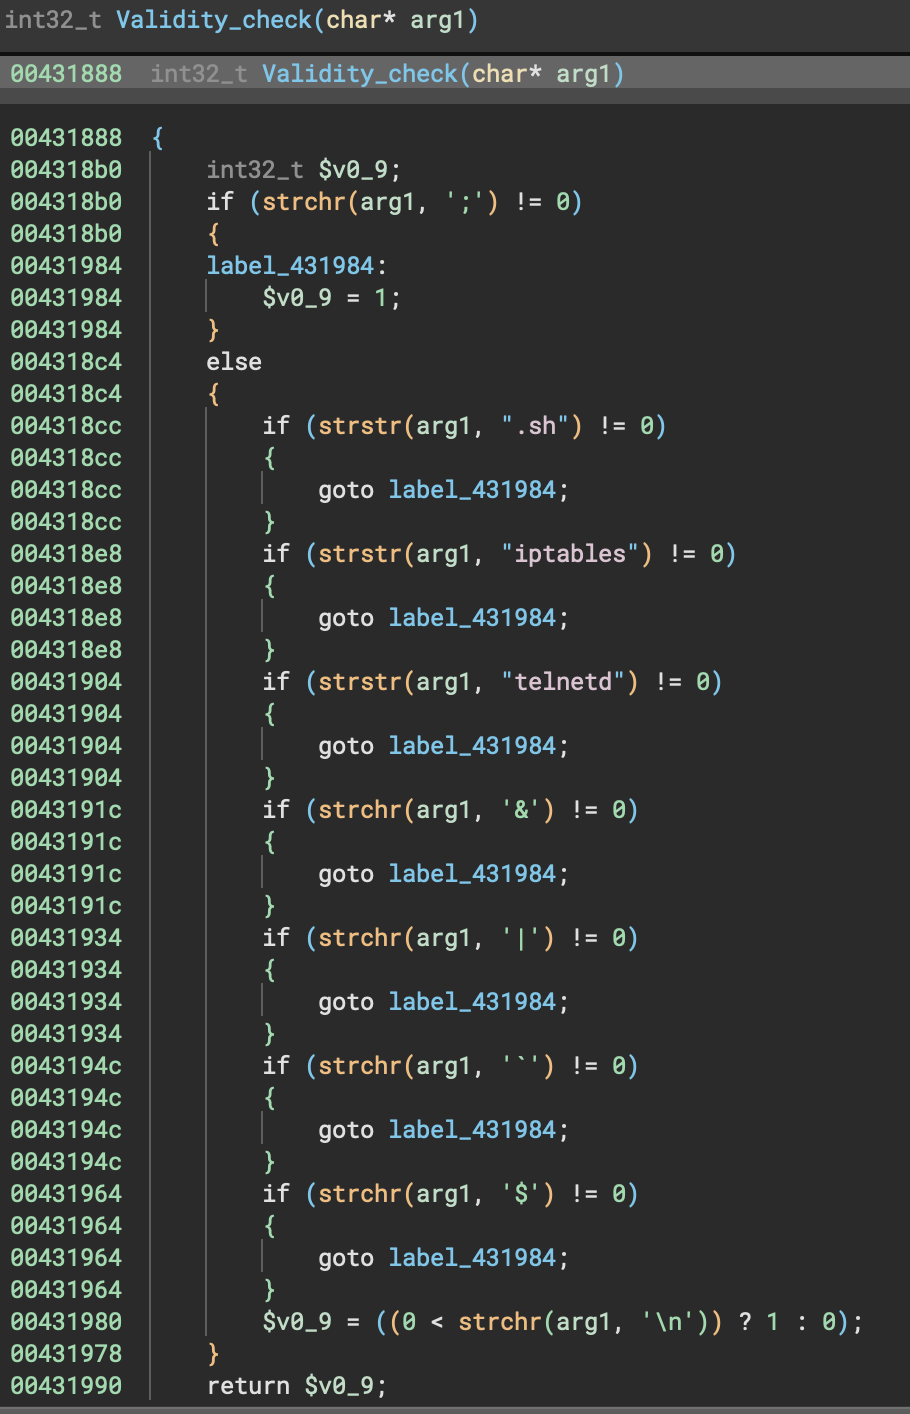 int32_t Validity_check(char* arg1)
00431888  int32_t Validity_check(char* arg1)
00431888  {
004318b0      int32_t $v0_9;
004318b0      if (strchr(arg1, ';') != 0)
004318b0      {
00431984      label_431984:
00431984          $v0_9 = 1;
00431984      }
004318c4      else
004318c4      {
004318cc          if (strstr(arg1, ".sh") != 0)
004318cc          {
004318cc              goto label_431984;
004318cc          }
004318e8          if (strstr(arg1, "iptables") != 0)
004318e8          {
004318e8              goto label_431984;
004318e8          }
00431904          if (strstr(arg1, "telnetd") != 0)
00431904          {
00431904              goto label_431984;
00431904          }
0043191c          if (strchr(arg1, '&') != 0)
0043191c          {
0043191c              goto label_431984;
0043191c          }
00431934          if (strchr(arg1, '|') != 0)
00431934          {
00431934              goto label_431984;
00431934          }
0043194c          if (strchr(arg1, '`') != 0)
0043194c          {
0043194c              goto label_431984;
0043194c          }
00431964          if (strchr(arg1, '$') != 0)
00431964          {
00431964              goto label_431984;
00431964          }
00431980          $v0_9 = ((0 < strchr(arg1, '\n')) ? 1 : 0);
00431978      }
00431990      return $v0_9;